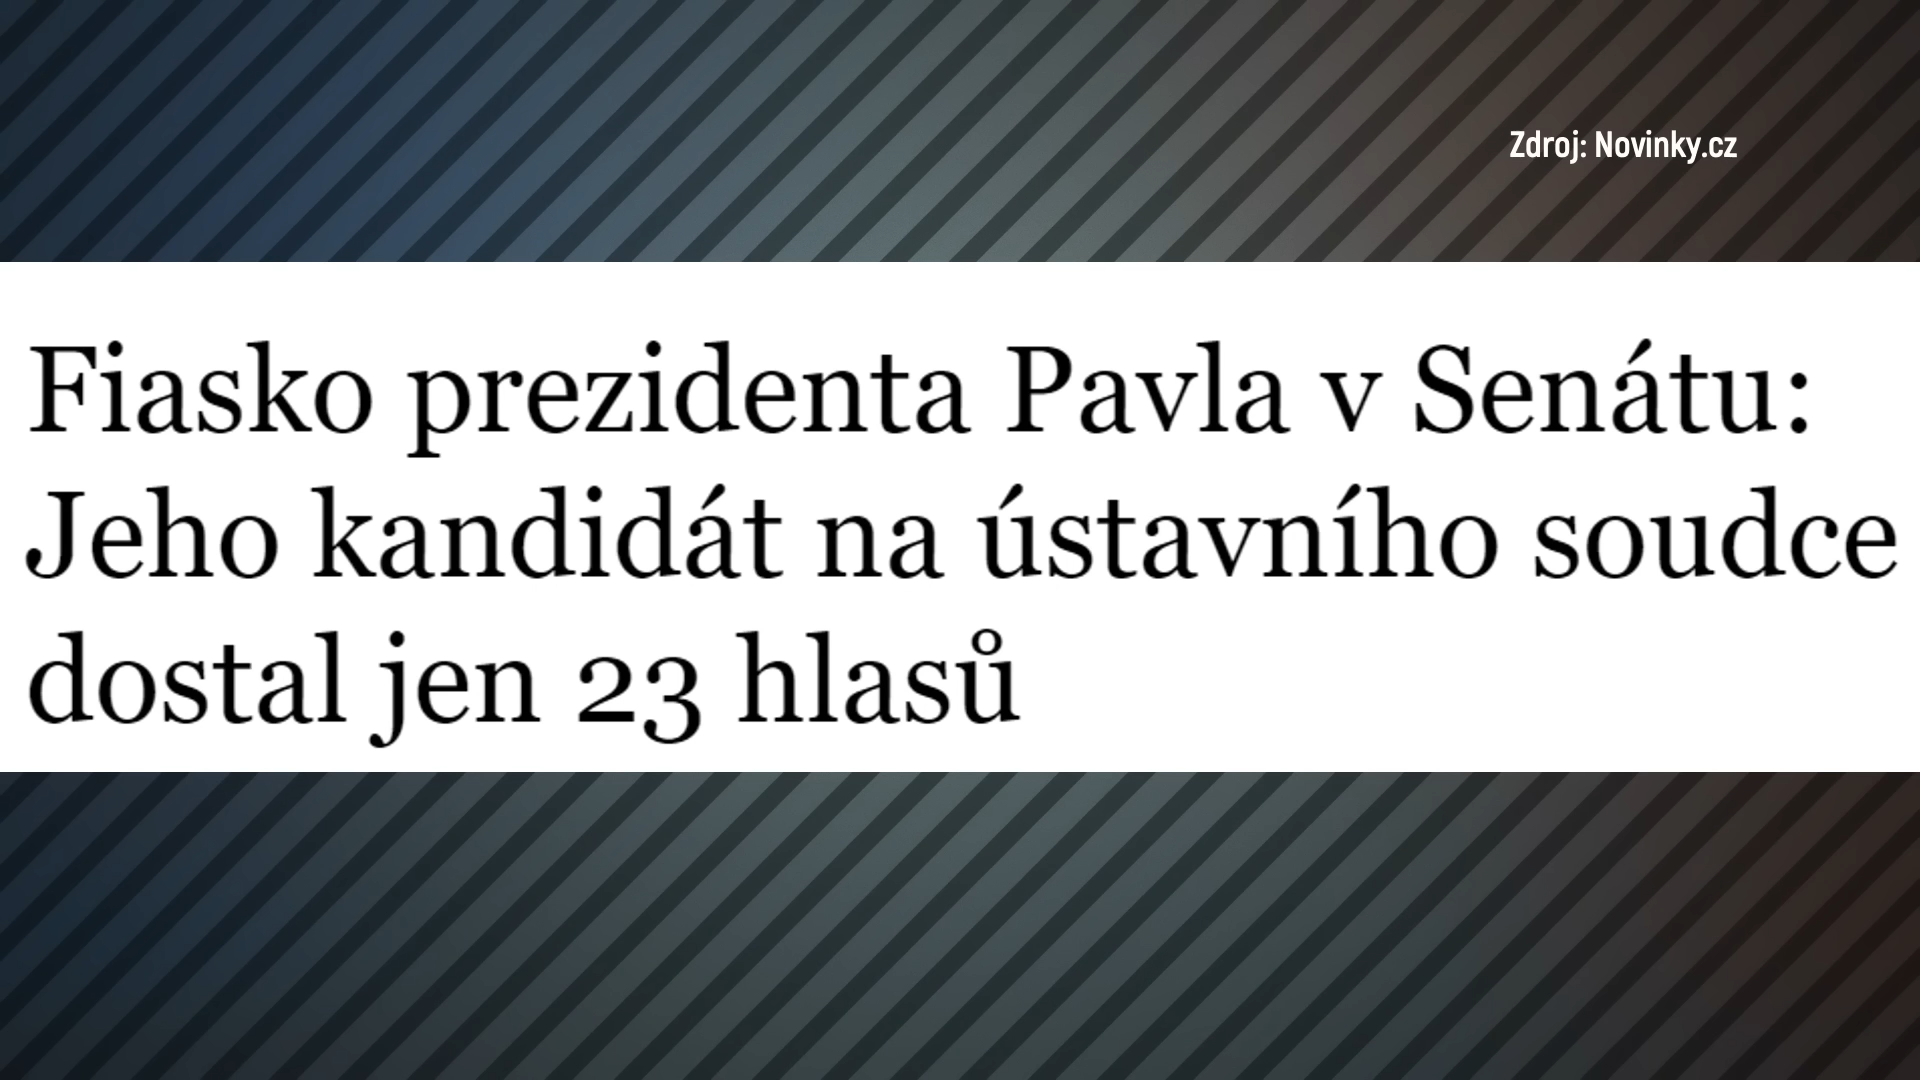 Zdroj: Novinky.cz
Fiasko prezidenta Pavla v Senátu:
Jeho kandidát na ústavního soudce
dostal jen 23 hlasů